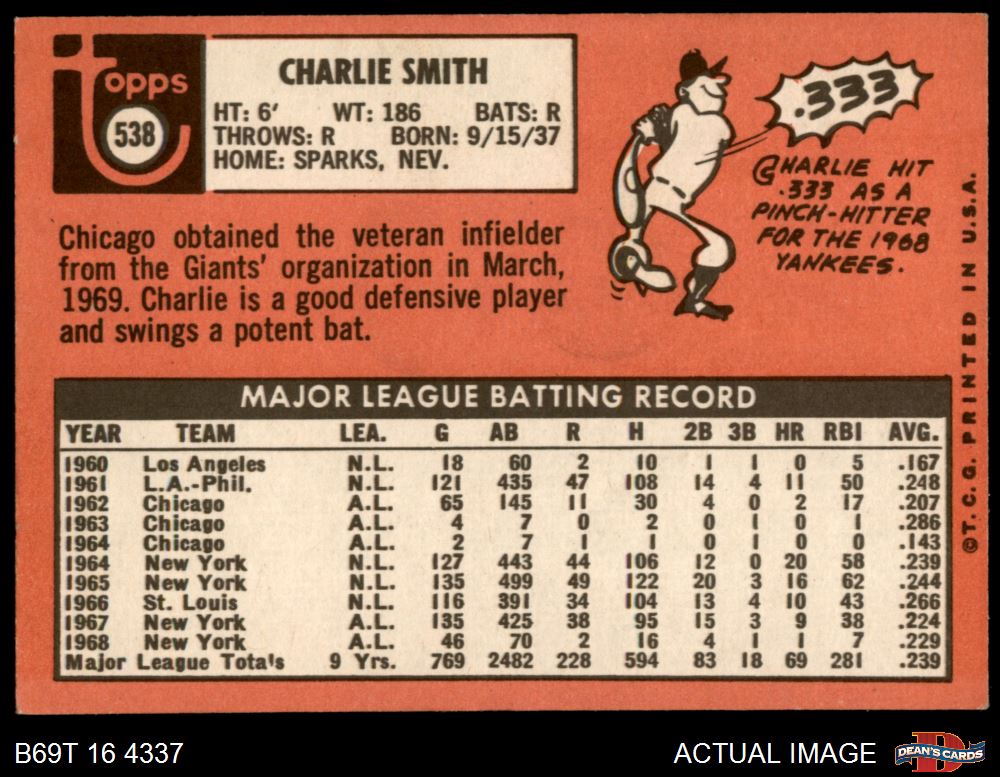 Topps
538
CHARLIE SMITH
HT: 6' WT: 186 BATS: R
THROWS: R BORN: 9/15/37
HOME: SPARKS, NEV.
.333
CHARLIE HIT
.333 AS A
PINCH-HITTER
FOR THE 1968
YANKEES.
Chicago obtained the veteran infielder
from the Giants' organization in March,
1969. Charlie is a good defensive player
and swings a potent bat.
©T.C.G. PRINTED IN U.S.A.
MAJOR LEAGUE BATTING RECORD
YEAR TEAM LEA. G AB R H 2B 3B HR RBI AVG.
1960 Los Angeles N.L. 18 60 2 10 1 1 0 5 .167
1961 L.A.-Phil. N.L. 121 435 47 108 14 4 11 50 .248
1962 Chicago A.L. 65 145 11 30 4 0 2 17 .207
1963 Chicago A.L. 4 7 0 2 0 1 0 1 .286
1964 Chicago A.L. 2 7 1 1 0 1 0 0 .143
1964 New York N.L. 127 443 44 106 12 0 20 58 .239
1965 New York N.L. 135 499 49 122 20 3 16 62 .244
1966 St. Louis N.L. 116 391 34 104 13 4 10 43 .266
1967 New York A.L. 135 425 38 95 15 3 9 38 .224
1968 New York A.L. 46 70 2 16 4 1 1 7 .229
Major League Tota's 9 Yrs. 769 2482 228 594 83 18 69 281 .239
B69T 16 4337 ACTUAL IMAGE
D
DEAN'S CARDS